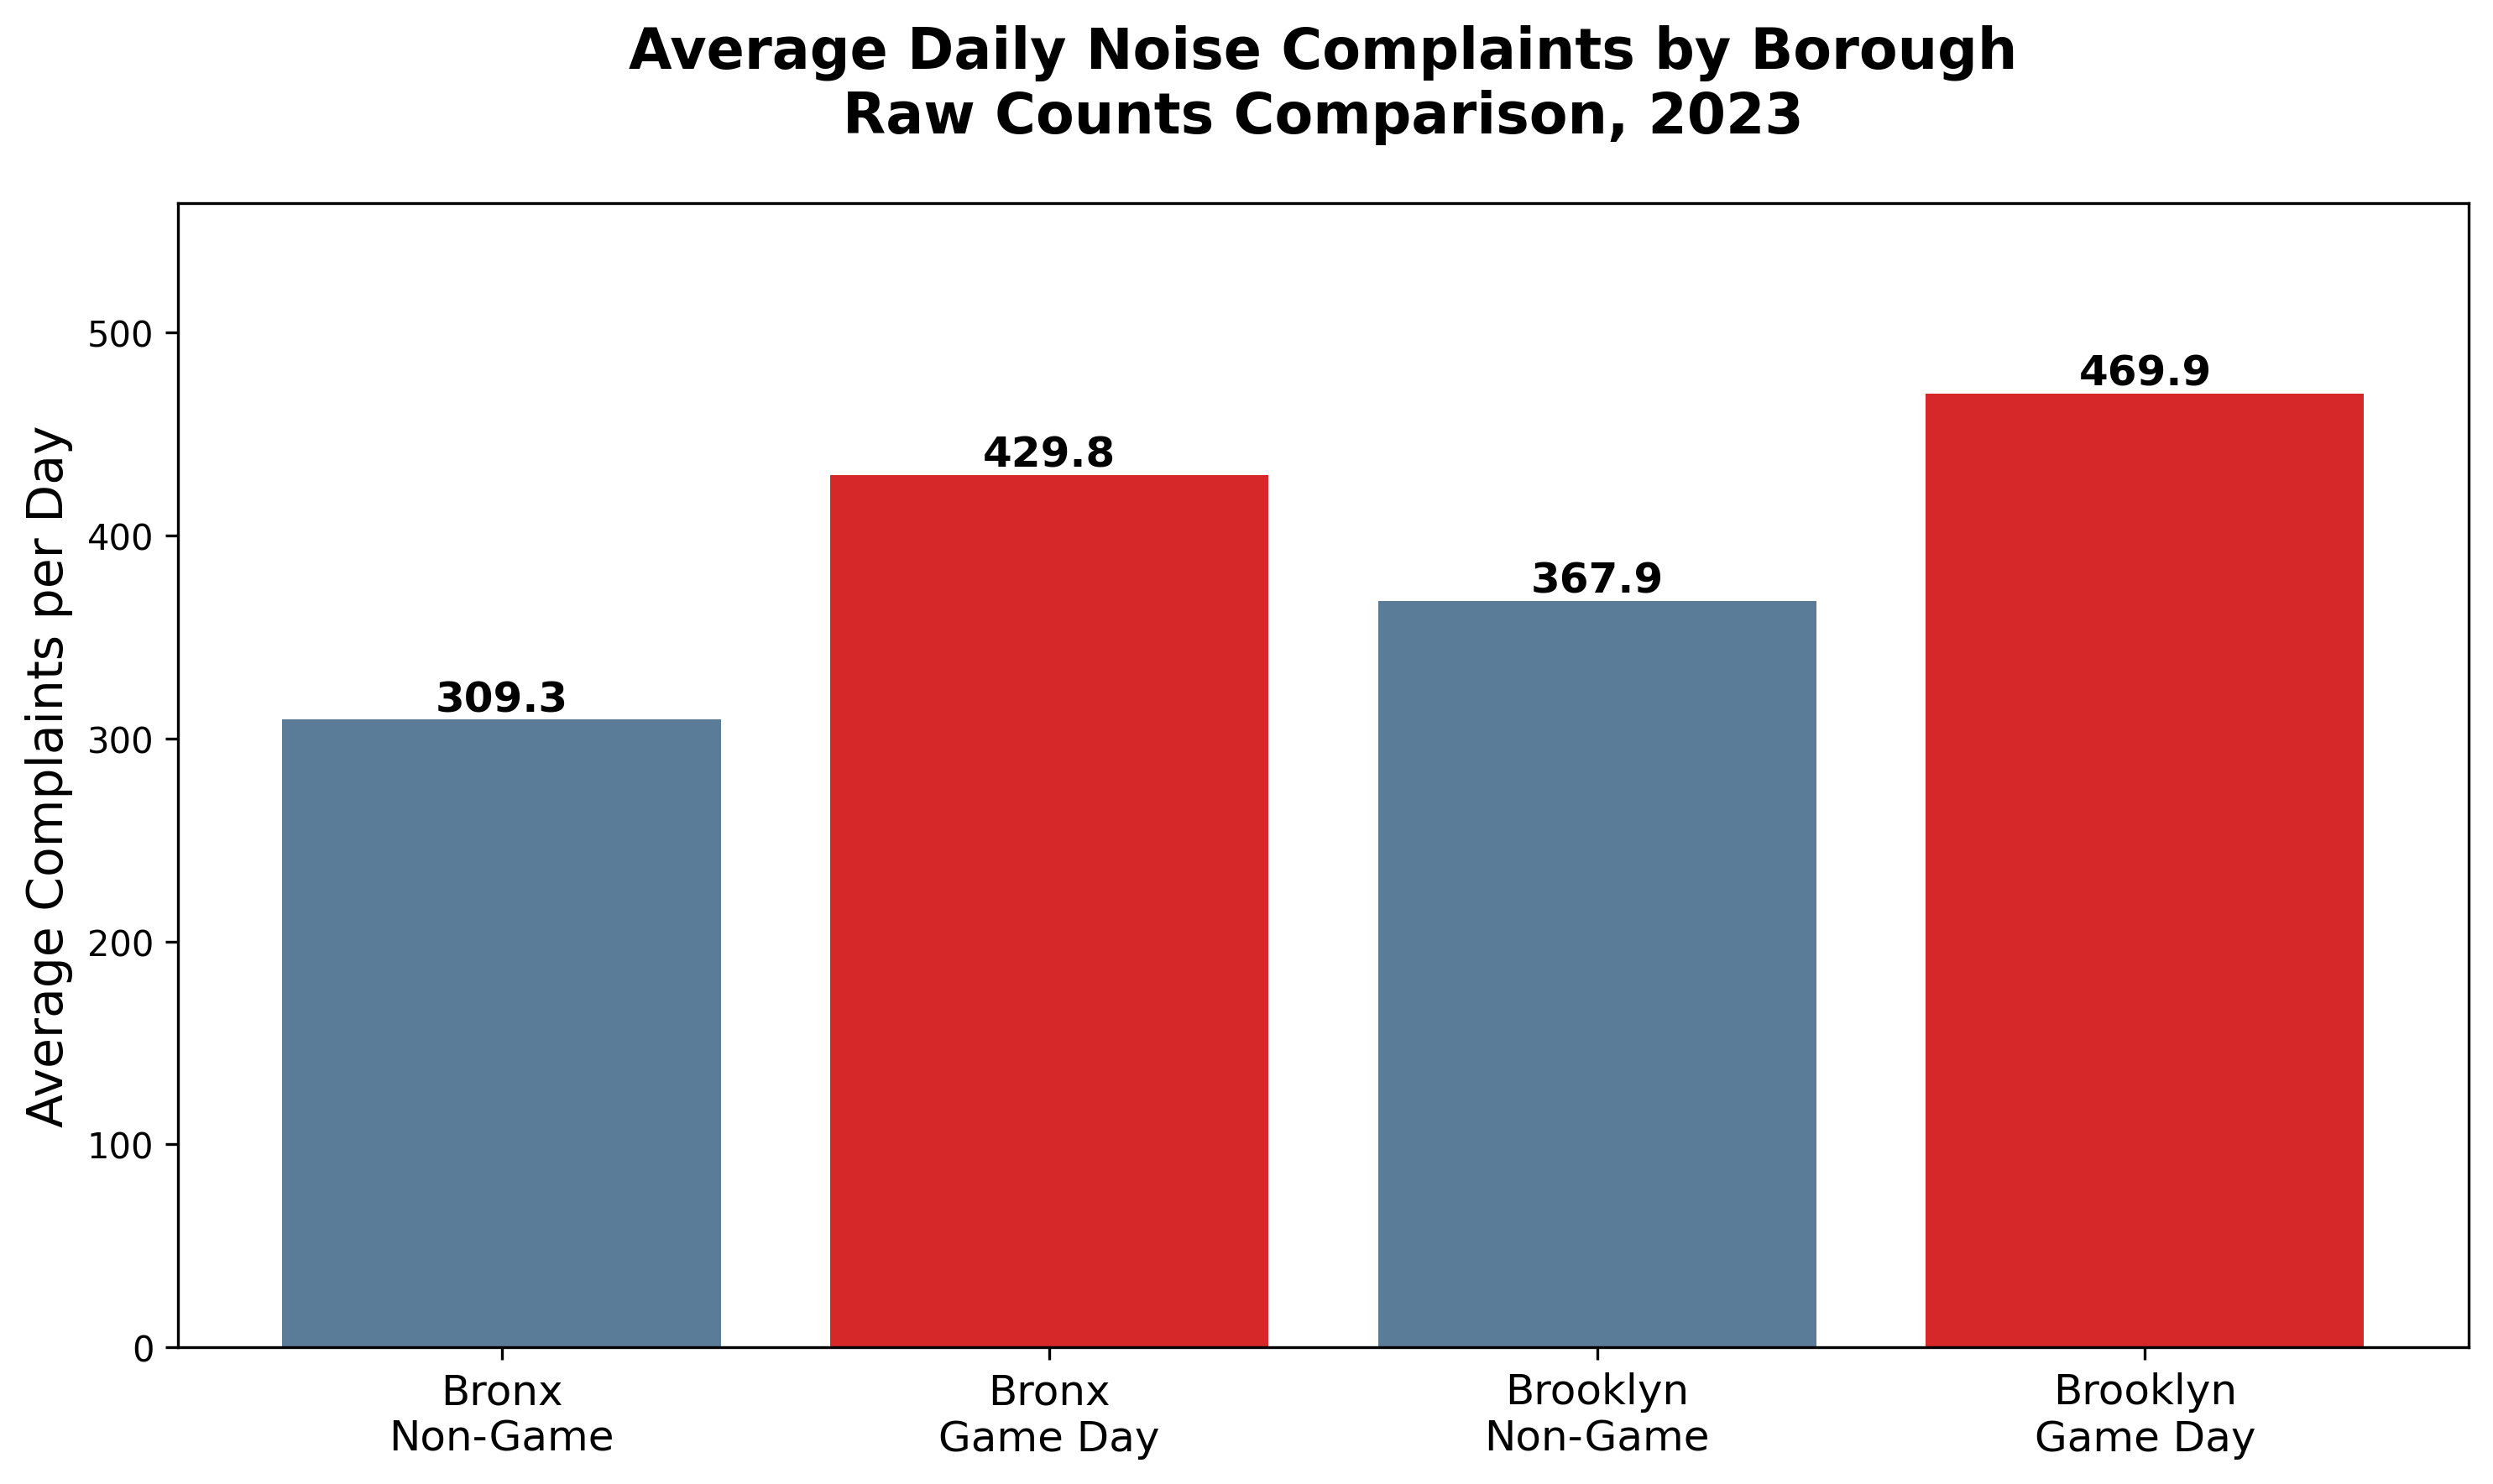 Average Daily Noise Complaints by Borough
Raw Counts Comparison, 2023
Average Complaints per Day
500
400
300
200
100
0
309.3
429.8
367.9
469.9
Bronx
Non-Game
Bronx
Game Day
Brooklyn
Non-Game
Brooklyn
Game Day